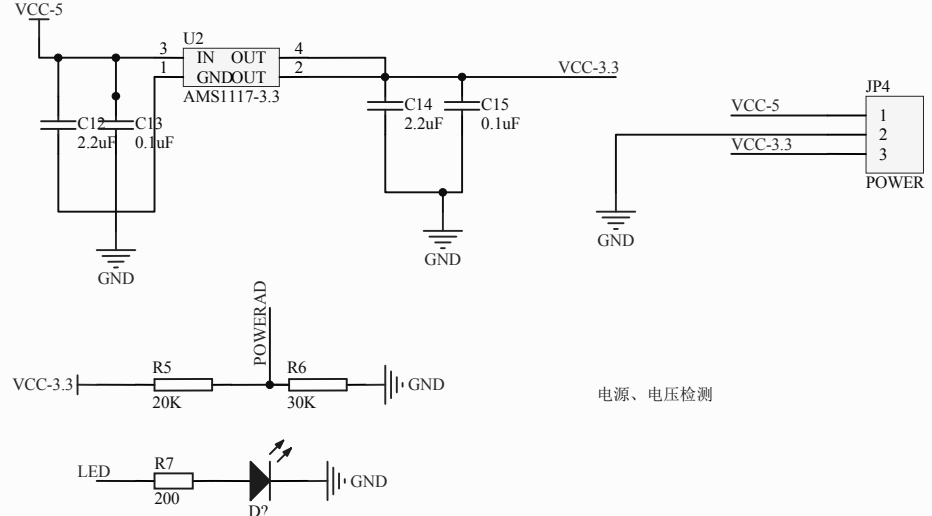 VCC-5
U2
3 IN OUT 4
1 GND OUT 2
AMS1117-3.3
VCC-3.3
C12
2.2uF
C13
0.1uF
C14
2.2uF
C15
0.1uF
GND
GND
JP4
VCC-5 1
2
VCC-3.3 3
POWER
GND
POWERAD
VCC-3.3
R5
20K
R6
30K
GND
电源、电压检测
LED
R7
200
D?
GND